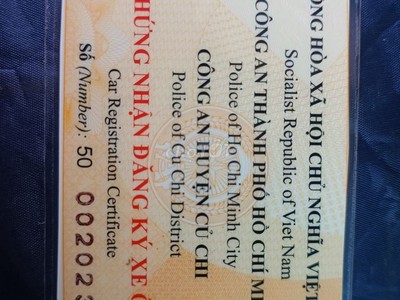 ỘNG HÒA XÃ HỘI CHỦ NGHĨA VIỆT
Socialist Republic of Viet Nam
CÔNG AN THÀNH PHỐ HỒ CHÍ MI
Police of Ho Chi Minh City
CÔNG AN HUYỆN CỦ CHI
Police of Cu Chi District
HỨNG NHẬN ĐĂNG KÝ XE Ô
Car Registration Certificate
Số (Number): 50 00202